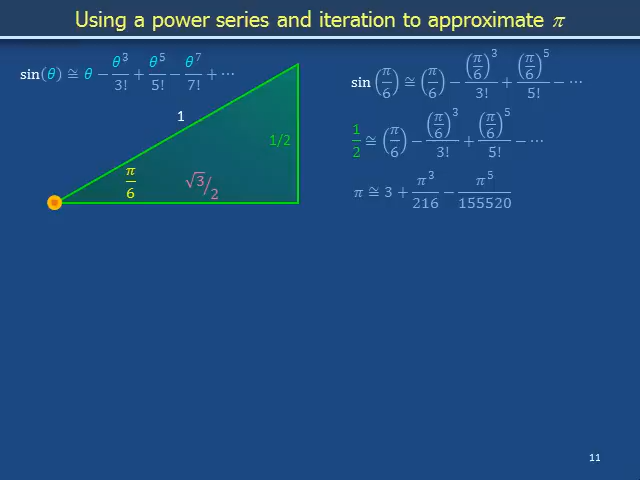 Using a power series and iteration to approximate π
sin(θ) ≅ θ − θ³/3! + θ⁵/5! − θ⁷/7! + ⋯
1
1/2
π/6
√3/2
sin(π/6) ≅ (π/6) − (π/6)³/3! + (π/6)⁵/5! − ⋯
1/2 ≅ (π/6) − (π/6)³/3! + (π/6)⁵/5! − ⋯
π ≅ 3 + π³/216 − π⁵/155520
11